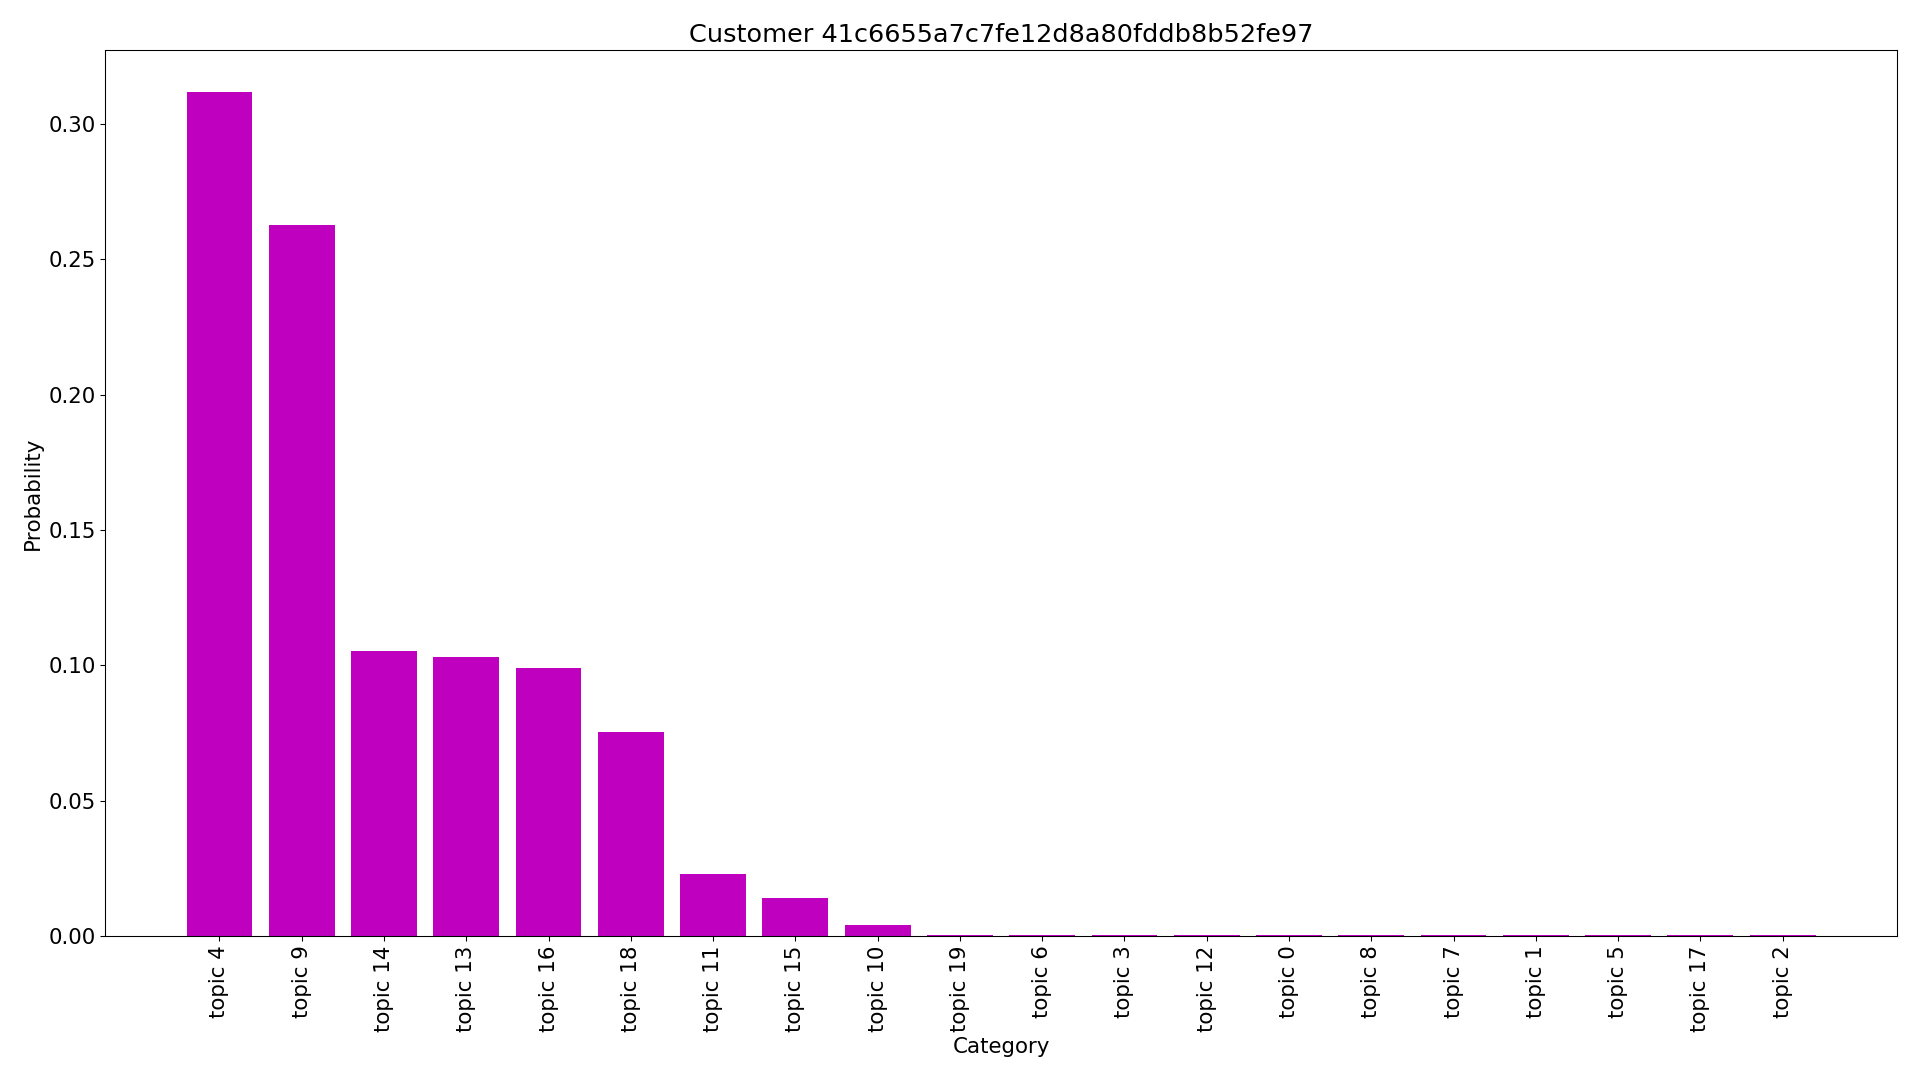 Customer 41c6655a7c7fe12d8a80fddb8b52fe97
Probability
0.30
0.25
0.20
0.15
0.10
0.05
0.00
topic 4
topic 9
topic 14
topic 13
topic 16
topic 18
topic 11
topic 15
topic 10
topic 19
topic 6
topic 3
topic 12
topic 0
topic 8
topic 7
topic 1
topic 5
topic 17
topic 2
Category